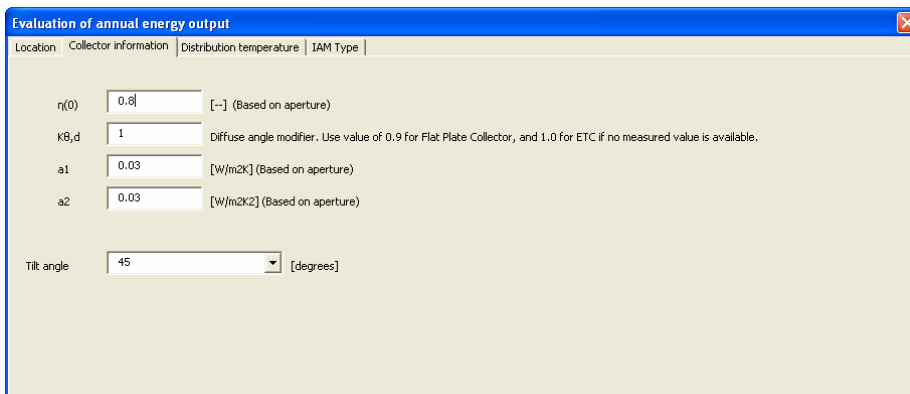 Evaluation of annual energy output
Location Collector information Distribution temperature IAM Type
η(0) 0.8 [--] (Based on aperture)
Kθ,d 1 Diffuse angle modifier. Use value of 0.9 for Flat Plate Collector, and 1.0 for ETC if no measured value is available.
a1 0.03 [W/m2K] (Based on aperture)
a2 0.03 [W/m2K2] (Based on aperture)
Tilt angle 45 [degrees]